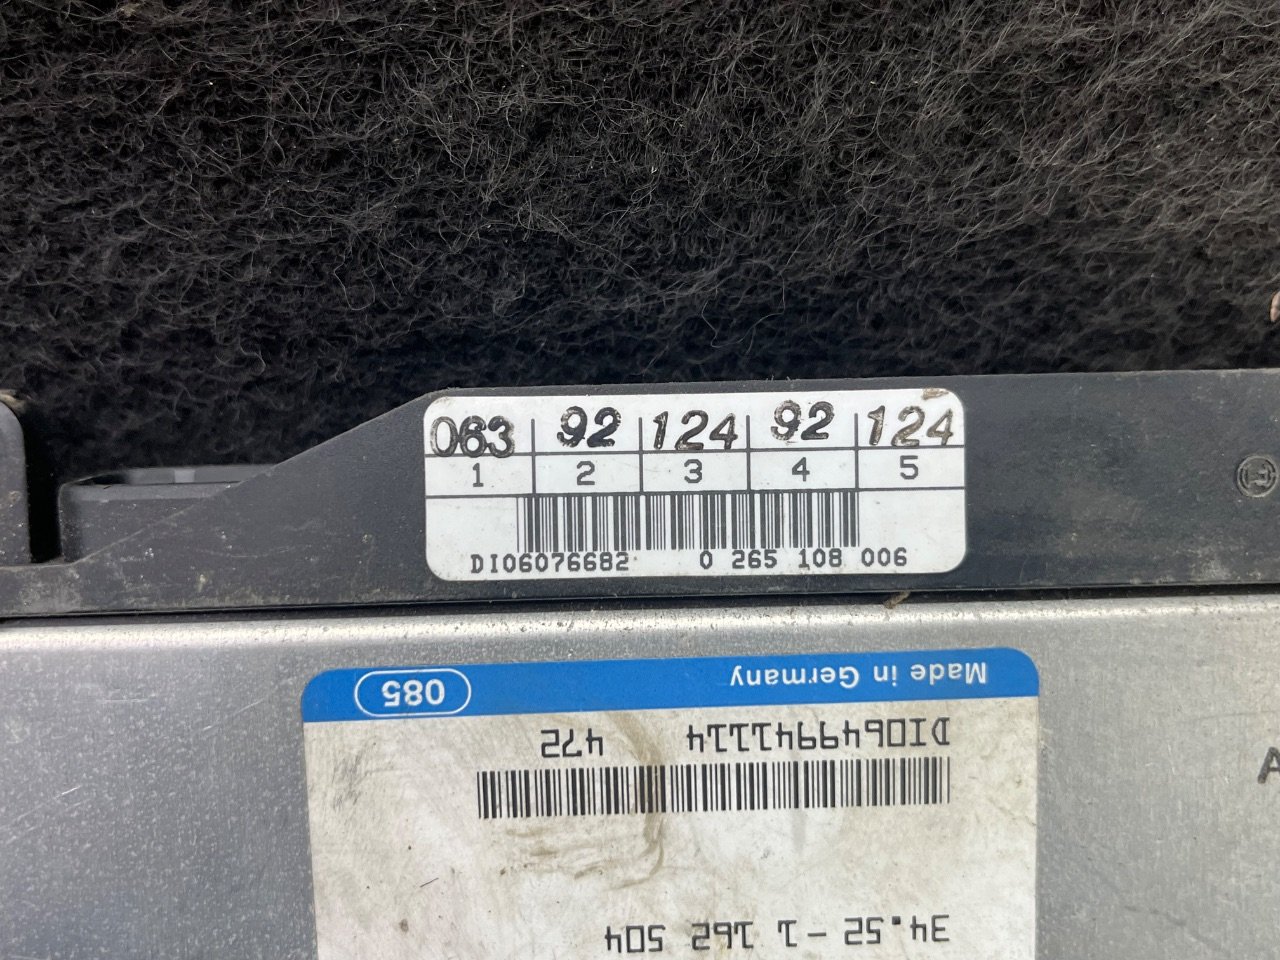 063 92 124 92 124
1 2 3 4 5
DI06076682 0 265 108 006
Made in Germany 085
DI0649941114 472
34.52-1 162 504
A